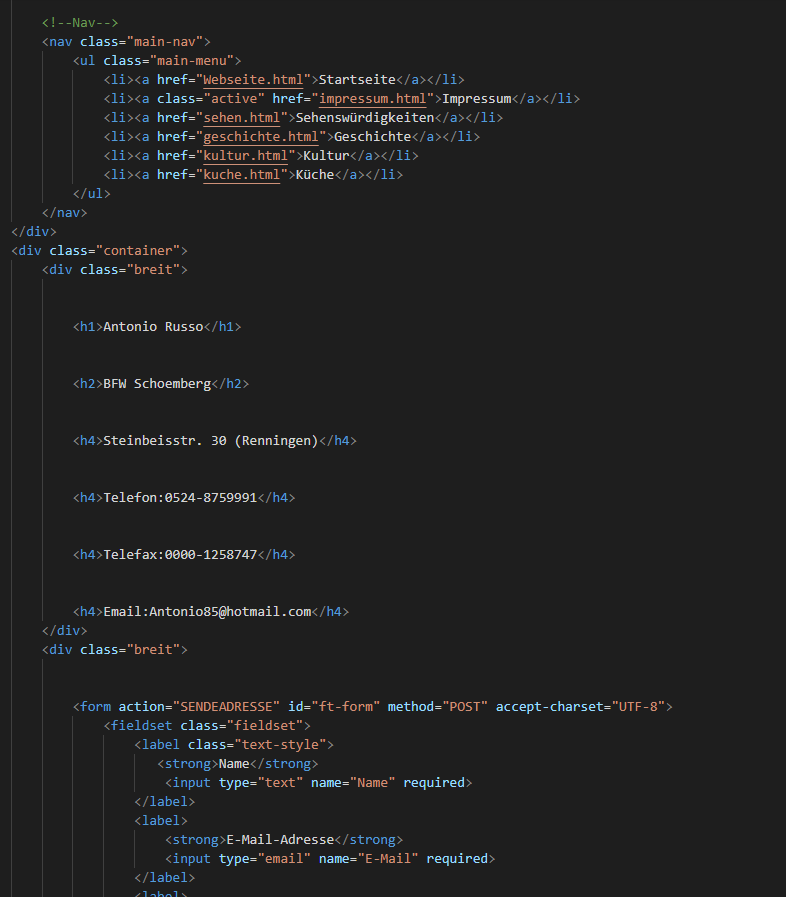 <!--Nav-->
<nav class="main-nav">
<ul class="main-menu">
<li><a href="Webseite.html">Startseite</a></li>
<li><a class="active" href="impressum.html">Impressum</a></li>
<li><a href="sehen.html">Sehenswürdigkeiten</a></li>
<li><a href="geschichte.html">Geschichte</a></li>
<li><a href="kultur.html">Kultur</a></li>
<li><a href="kuche.html">Küche</a></li>
</ul>
</nav>
</div>
<div class="container">
<div class="breit">
<h1>Antonio Russo</h1>
<h2>BFW Schoemberg</h2>
<h4>Steinbeisstr. 30 (Renningen)</h4>
<h4>Telefon:0524-8759991</h4>
<h4>Telefax:0000-1258747</h4>
<h4>Email:Antonio85@hotmail.com</h4>
</div>
<div class="breit">
<form action="SENDEADRESSE" id="ft-form" method="POST" accept-charset="UTF-8">
<fieldset class="fieldset">
<label class="text-style">
<strong>Name</strong>
<input type="text" name="Name" required>
</label>
<label>
<strong>E-Mail-Adresse</strong>
<input type="email" name="E-Mail" required>
</label>
<label>